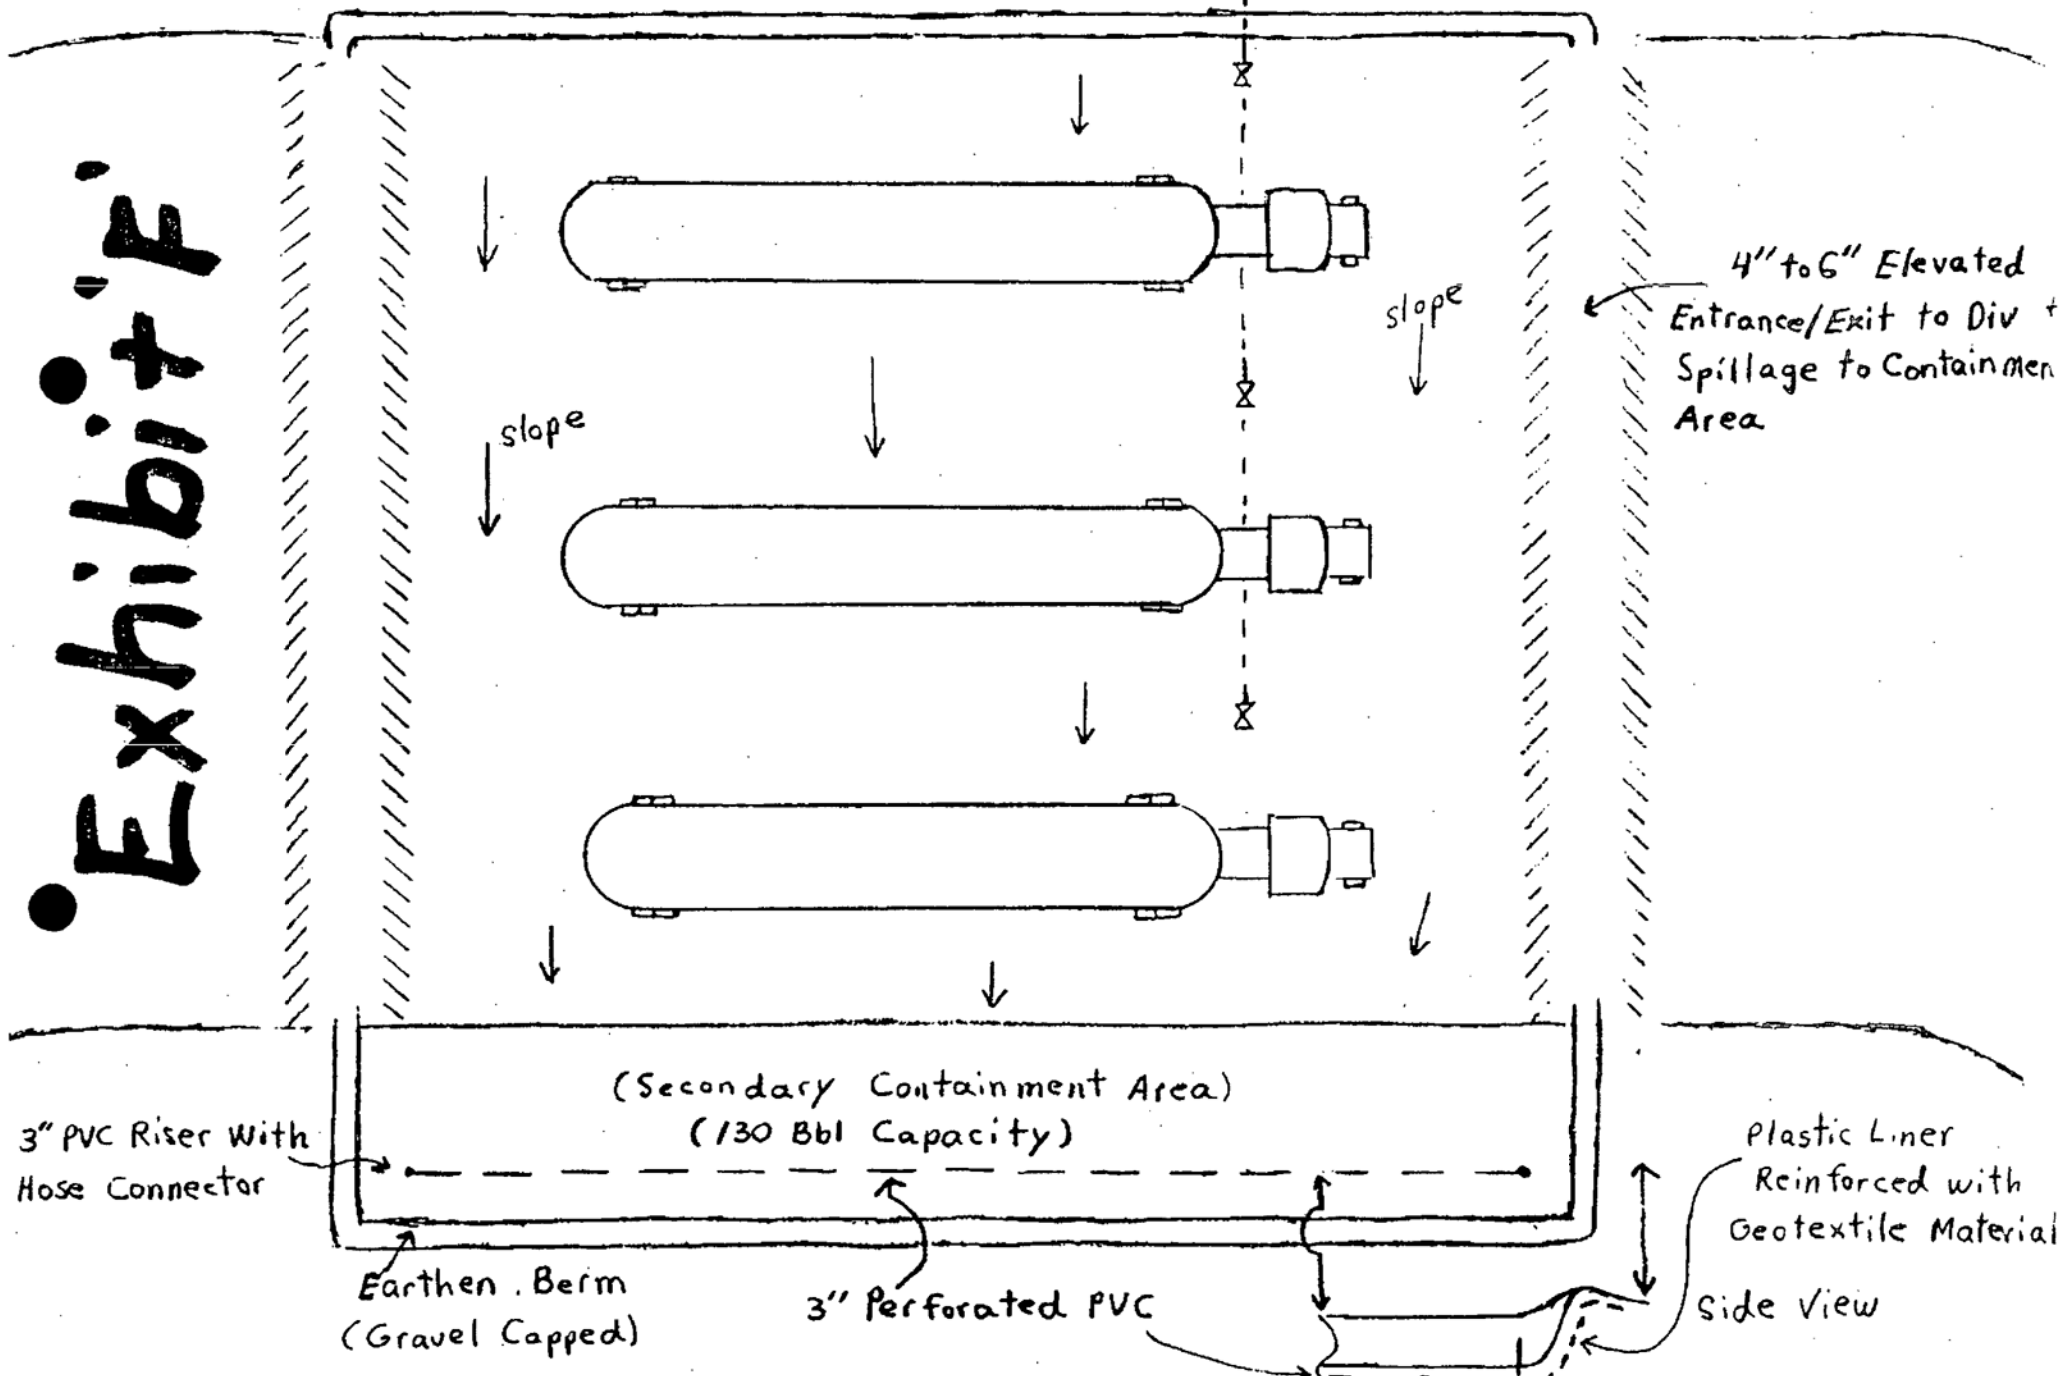 Exhibit 'F'
4" to 6" Elevated
Entrance/Exit to Div
Spillage to Containmen
Area
slope
slope
(Secondary Containment Area)
(130 Bbl Capacity)
3" PVC Riser With
Hose Connector
Plastic Liner
Reinforced with
Geotextile Material
Earthen Berm
(Gravel Capped)
3" Perforated PVC
Side View